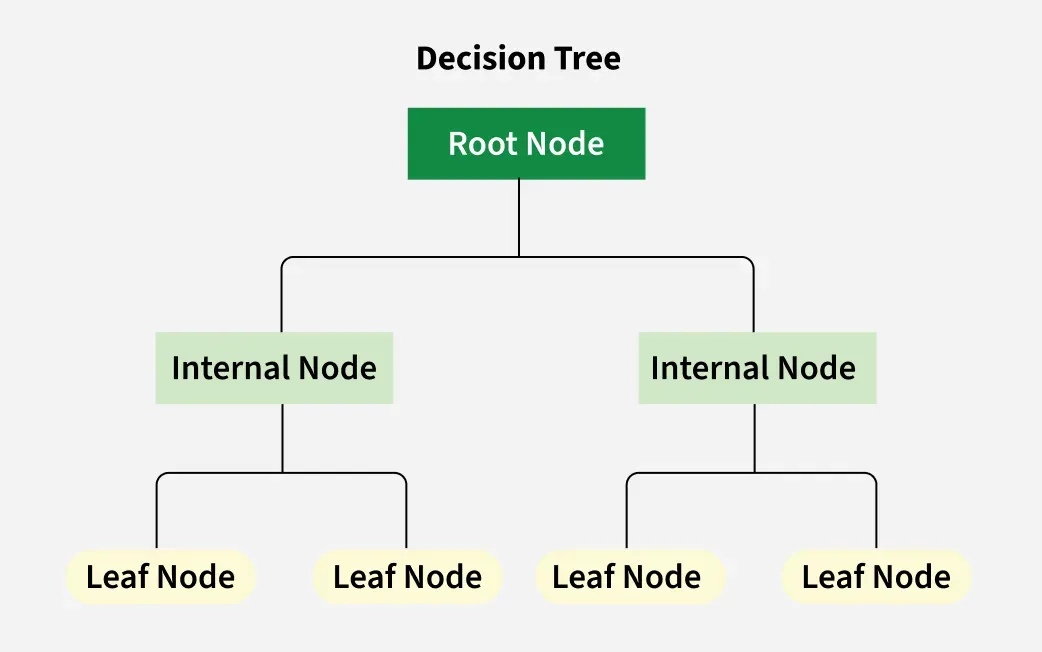 Decision Tree
Root Node
Internal Node
Internal Node
Leaf Node
Leaf Node
Leaf Node
Leaf Node